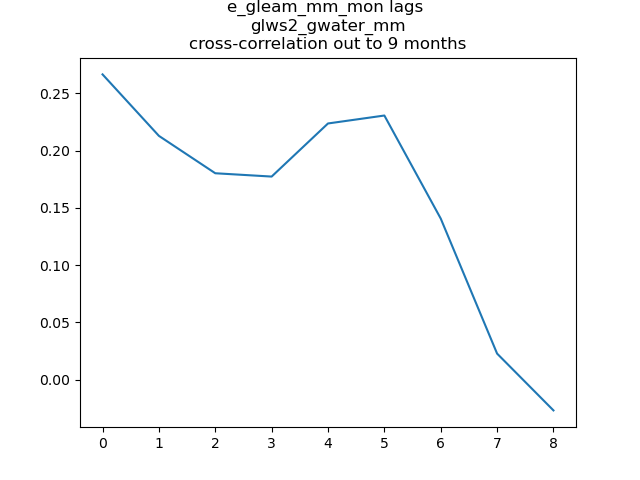 e_gleam_mm_mon lags
glws2_gwater_mm
cross-correlation out to 9 months
0.25
0.20
0.15
0.10
0.05
0.00
0 1 2 3 4 5 6 7 8